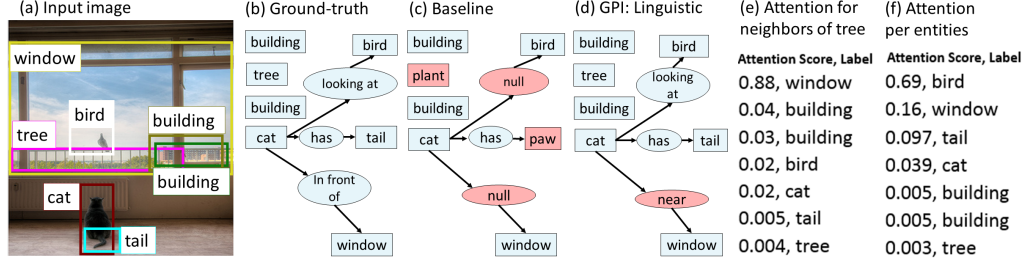 (a) Input image
window
bird
building
tree
building
cat
tail
(b) Ground-truth
building
bird
tree
looking at
building
cat
has
tail
In front
of
window
(c) Baseline
building
bird
plant
null
building
cat
has
paw
null
window
(d) GPI: Linguistic
building
bird
tree
looking
at
building
cat
has
tail
near
window
(e) Attention for
neighbors of tree
Attention Score, Label
0.88, window
0.04, building
0.03, building
0.02, bird
0.02, cat
0.005, tail
0.004, tree
(f) Attention
per entities
Attention Score, Label
0.69, bird
0.16, window
0.097, tail
0.039, cat
0.005, building
0.005, building
0.003, tree